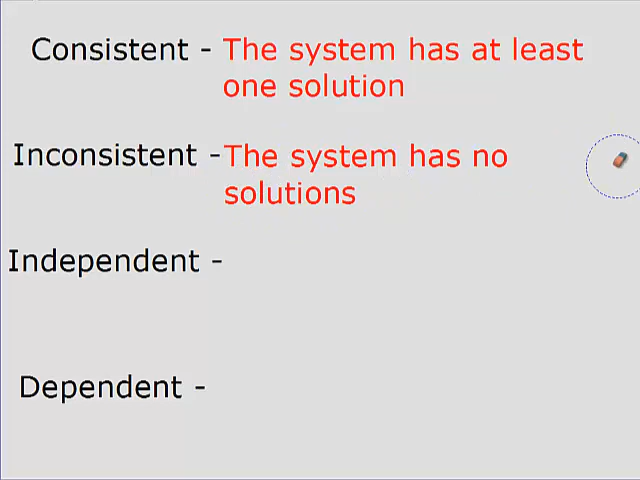 Consistent - The system has at least
one solution
Inconsistent - The system has no
solutions
Independent -
Dependent -